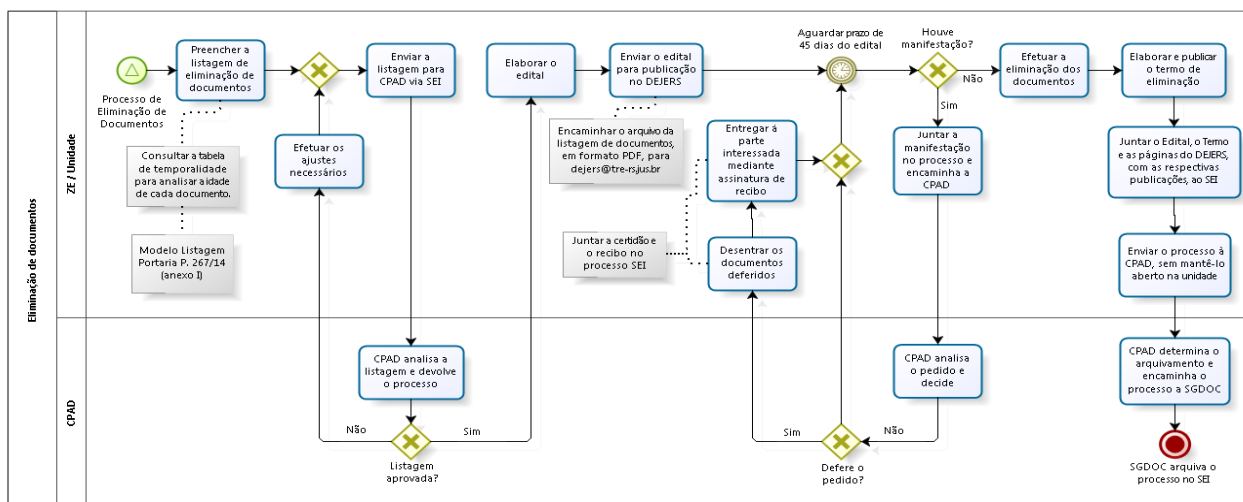 Eliminação de documentos
ZE / Unidade
Processo de
Eliminação de
Documentos
Preencher a
listagem de
eliminação de
documentos
Consultar a tabela
de temporalidade
para analisar a idade
de cada documento.
Modelo Listagem
Portaria P. 267/14
(anexo I)
Efetuar os
ajustes
necessários
Enviar a
listagem para
CPAD via SEI
Elaborar o
edital
Enviar o edital
para publicação
no DEJERS
Encaminhar o arquivo da
listagem de documentos,
em formato PDF, para
dejers@tre-rs.jus.br
Juntar a certidão e
o recibo no
processo SEI
Entregar á
parte
interessada
mediante
assinatura de
recibo
Desentrar os
documentos
deferidos
Aguardar prazo de
45 dias do edital
Houve
manifestação?
Não
Sim
Juntar a
manifestação
no processo e
encaminha a
CPAD
Efetuar a
eliminação dos
documentos
Elaborar e publicar
o termo de
eliminação
Juntar o Edital, o Termo
e as páginas do DEJERS,
com as respectivas
publicações, ao SEI
Enviar o processo à
CPAD, sem mantê-lo
aberto na unidade
CPAD
CPAD analisa a
listagem e devolve
o processo
Não
Sim
Listagem
aprovada?
CPAD analisa
o pedido e
decide
Sim
Não
Defere o
pedido?
CPAD determina o
arquivamento e
encaminha o
processo a SGDOC
SGDOC arquiva o
processo no SEI